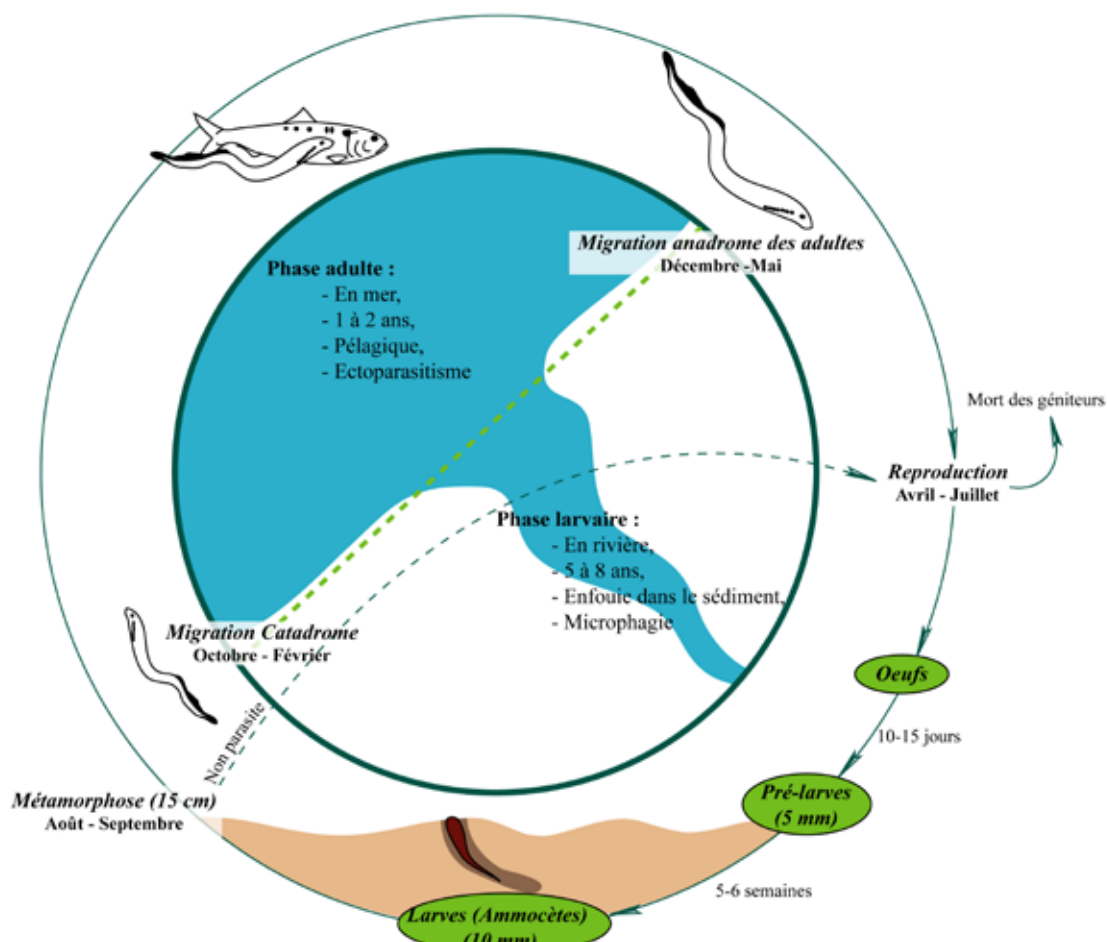 Migration anadrome des adultes
Décembre -Mai
Phase adulte :
- En mer,
- 1 à 2 ans,
- Pélagique,
- Ectoparasitisme
Mort des géniteurs
Reproduction
Avril - Juillet
Phase larvaire :
- En rivière,
- 5 à 8 ans,
- Enfouie dans le sédiment,
- Microphagie
Migration Catadrome
Octobre - Février
Oeufs
10-15 jours
Non parasite
Métamorphose (15 cm)
Août - Septembre
Pré-larves
(5 mm)
5-6 semaines
Larves (Ammocètes)
(10 mm)